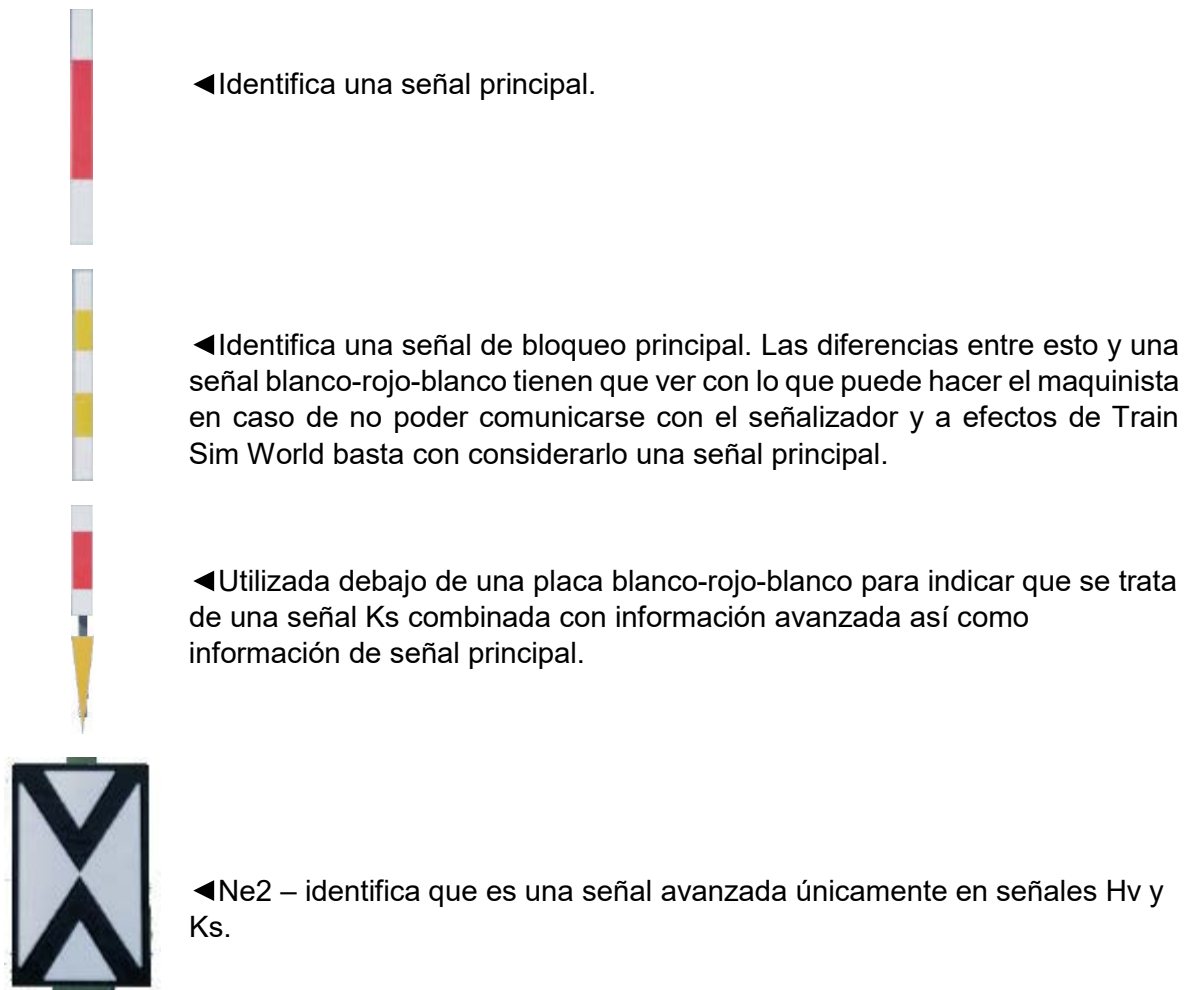 ◄Identifica una señal principal.
◄Identifica una señal de bloqueo principal. Las diferencias entre esto y una
señal blanco-rojo-blanco tienen que ver con lo que puede hacer el maquinista
en caso de no poder comunicarse con el señalizador y a efectos de Train
Sim World basta con considerarlo una señal principal.
◄Utilizada debajo de una placa blanco-rojo-blanco para indicar que se trata
de una señal Ks combinada con información avanzada así como
información de señal principal.
◄Ne2 – identifica que es una señal avanzada únicamente en señales Hv y
Ks.